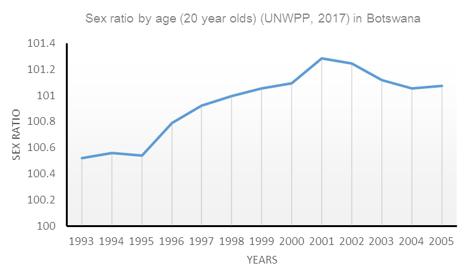 Sex ratio by age (20 year olds) (UNWPP, 2017) in Botswana
101.4
101.2
101
100.8
100.6
100.4
100.2
100
SEX RATIO
1993 1994 1995 1996 1997 1998 1999 2000 2001 2002 2003 2004 2005
YEARS